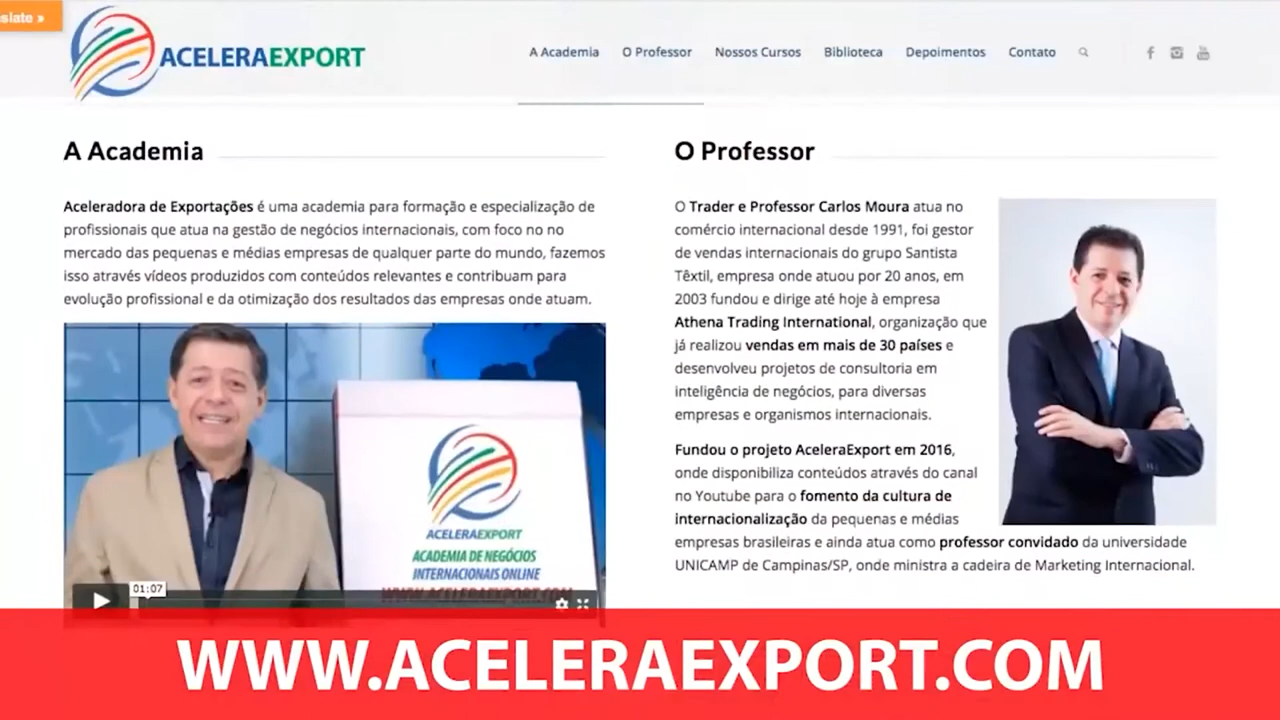 slate »
ACELERAEXPORT
A Academia O Professor Nossos Cursos Biblioteca Depoimentos Contato
A Academia
Aceleradora de Exportações é uma academia para formação e especialização de
profissionais que atua na gestão de negócios internacionais, com foco no no
mercado das pequenas e médias empresas de qualquer parte do mundo, fazemos
isso através vídeos produzidos com conteúdos relevantes e contribuam para
evolução profissional e da otimização dos resultados das empresas onde atuam.
ACELERAEXPORT
ACADEMIA DE NEGÓCIOS
INTERNACIONAIS ONLINE
WWW.ACELERAEXPORT.COM
01:07
O Professor
O Trader e Professor Carlos Moura atua no
comércio internacional desde 1991, foi gestor
de vendas internacionais do grupo Santista
Têxtil, empresa onde atuou por 20 anos, em
2003 fundou e dirige até hoje à empresa
Athena Trading International, organização que
já realizou vendas em mais de 30 países e
desenvolveu projetos de consultoria em
inteligência de negócios, para diversas
empresas e organismos internacionais.
Fundou o projeto AceleraExport em 2016,
onde disponibiliza conteúdos através do canal
no Youtube para o fomento da cultura de
internacionalização da pequenas e médias
empresas brasileiras e ainda atua como professor convidado da universidade
UNICAMP de Campinas/SP, onde ministra a cadeira de Marketing Internacional.
WWW.ACELERAEXPORT.COM